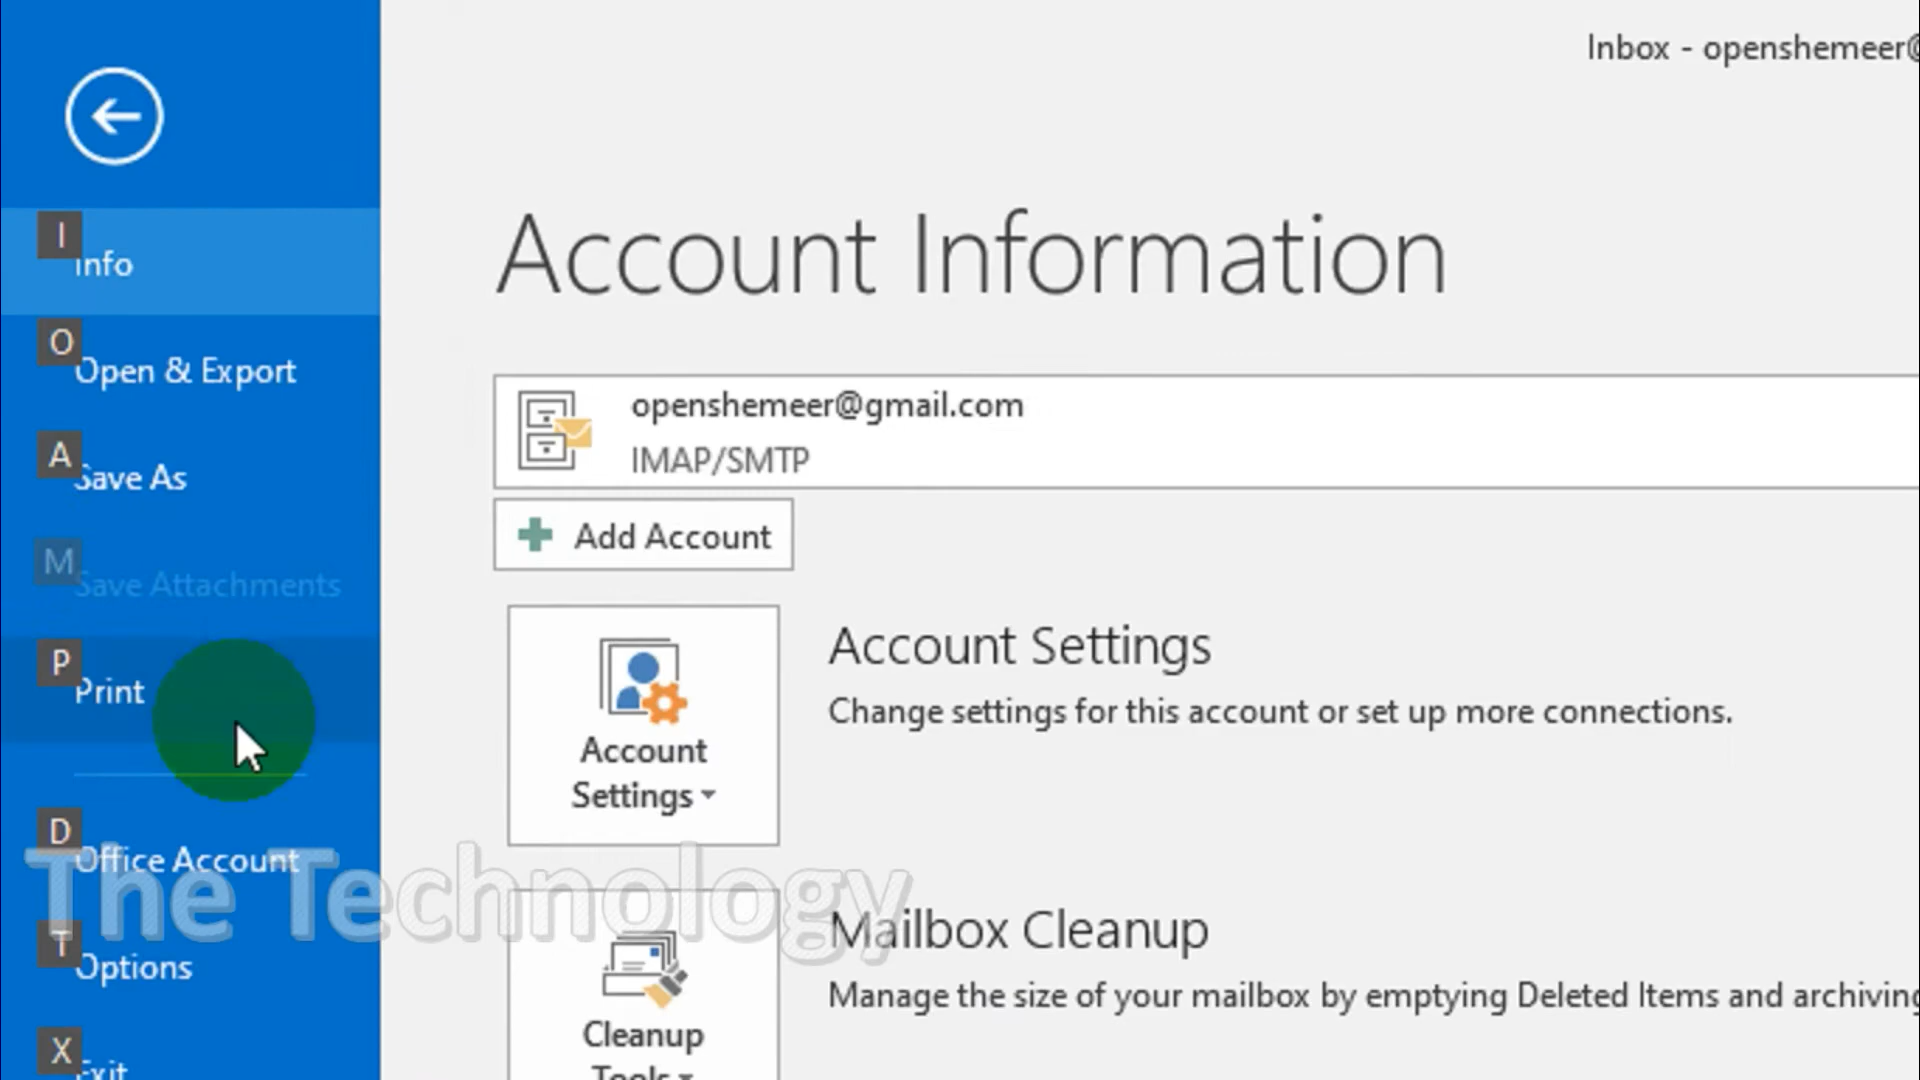 Inbox - openshemeer@
I
Info
O
Open & Export
A
Save As
M
Save Attachments
P
Print
D
Office Account
T
Options
X
Exit
Account Information
openshemeer@gmail.com
IMAP/SMTP
Add Account
Account
Settings
Account Settings
Change settings for this account or set up more connections.
The Technology
Cleanup
Tools
Mailbox Cleanup
Manage the size of your mailbox by emptying Deleted Items and archiving